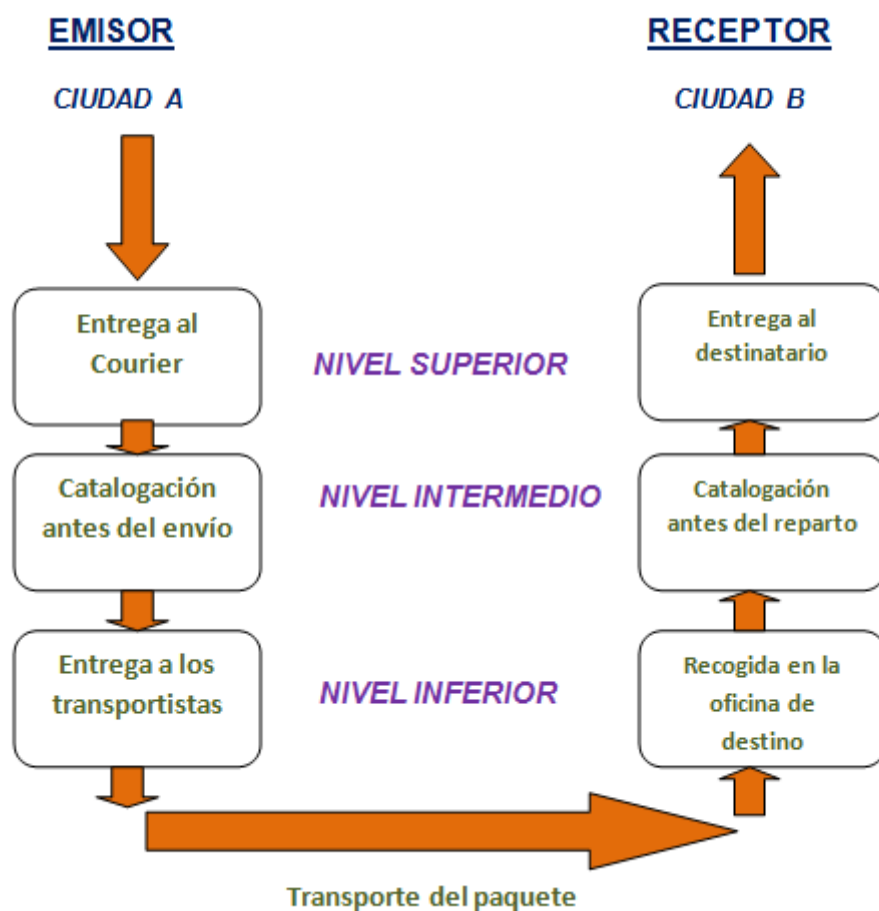 EMISOR
RECEPTOR
CIUDAD A
CIUDAD B
Entrega al
Courier
NIVEL SUPERIOR
Entrega al
destinatario
Catalogación
antes del envío
NIVEL INTERMEDIO
Catalogación
antes del reparto
Entrega a los
transportistas
NIVEL INFERIOR
Recogida en la
oficina de
destino
Transporte del paquete